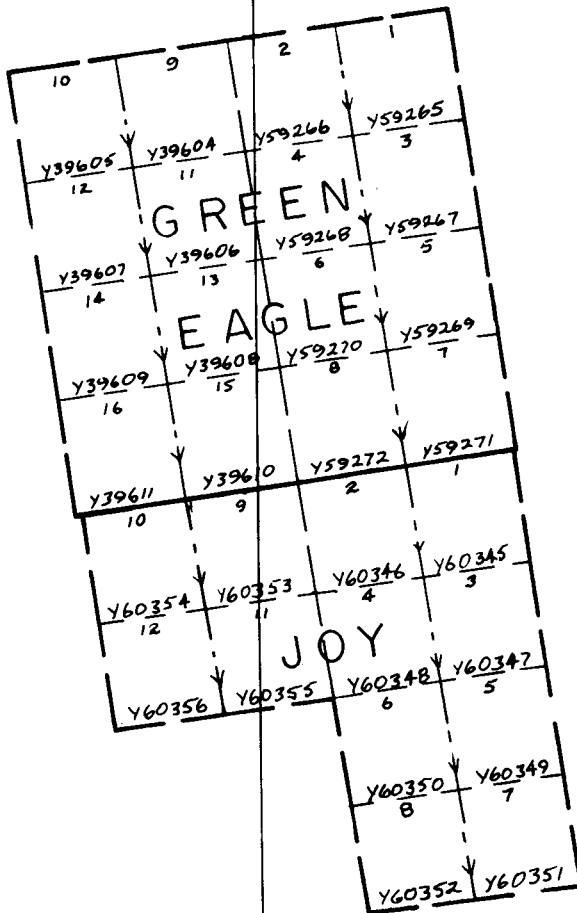 10 9 2 1
Y39605 Y39604 Y59266 Y59265
12 11 4 3
GREEN
Y39607 Y39606 Y59268 Y59267
14 13 6 5
EAGLE
Y39609 Y39608 Y59270 Y59269
16 15 8 7
Y39611 Y39610 Y59272 Y59271
10 9 2 1
Y60354 Y60353 Y60346 Y60345
12 11 4 3
JOY
Y60356 Y60355 Y60348 Y60347
6 5
Y60350 Y60349
8 7
Y60352 Y60351